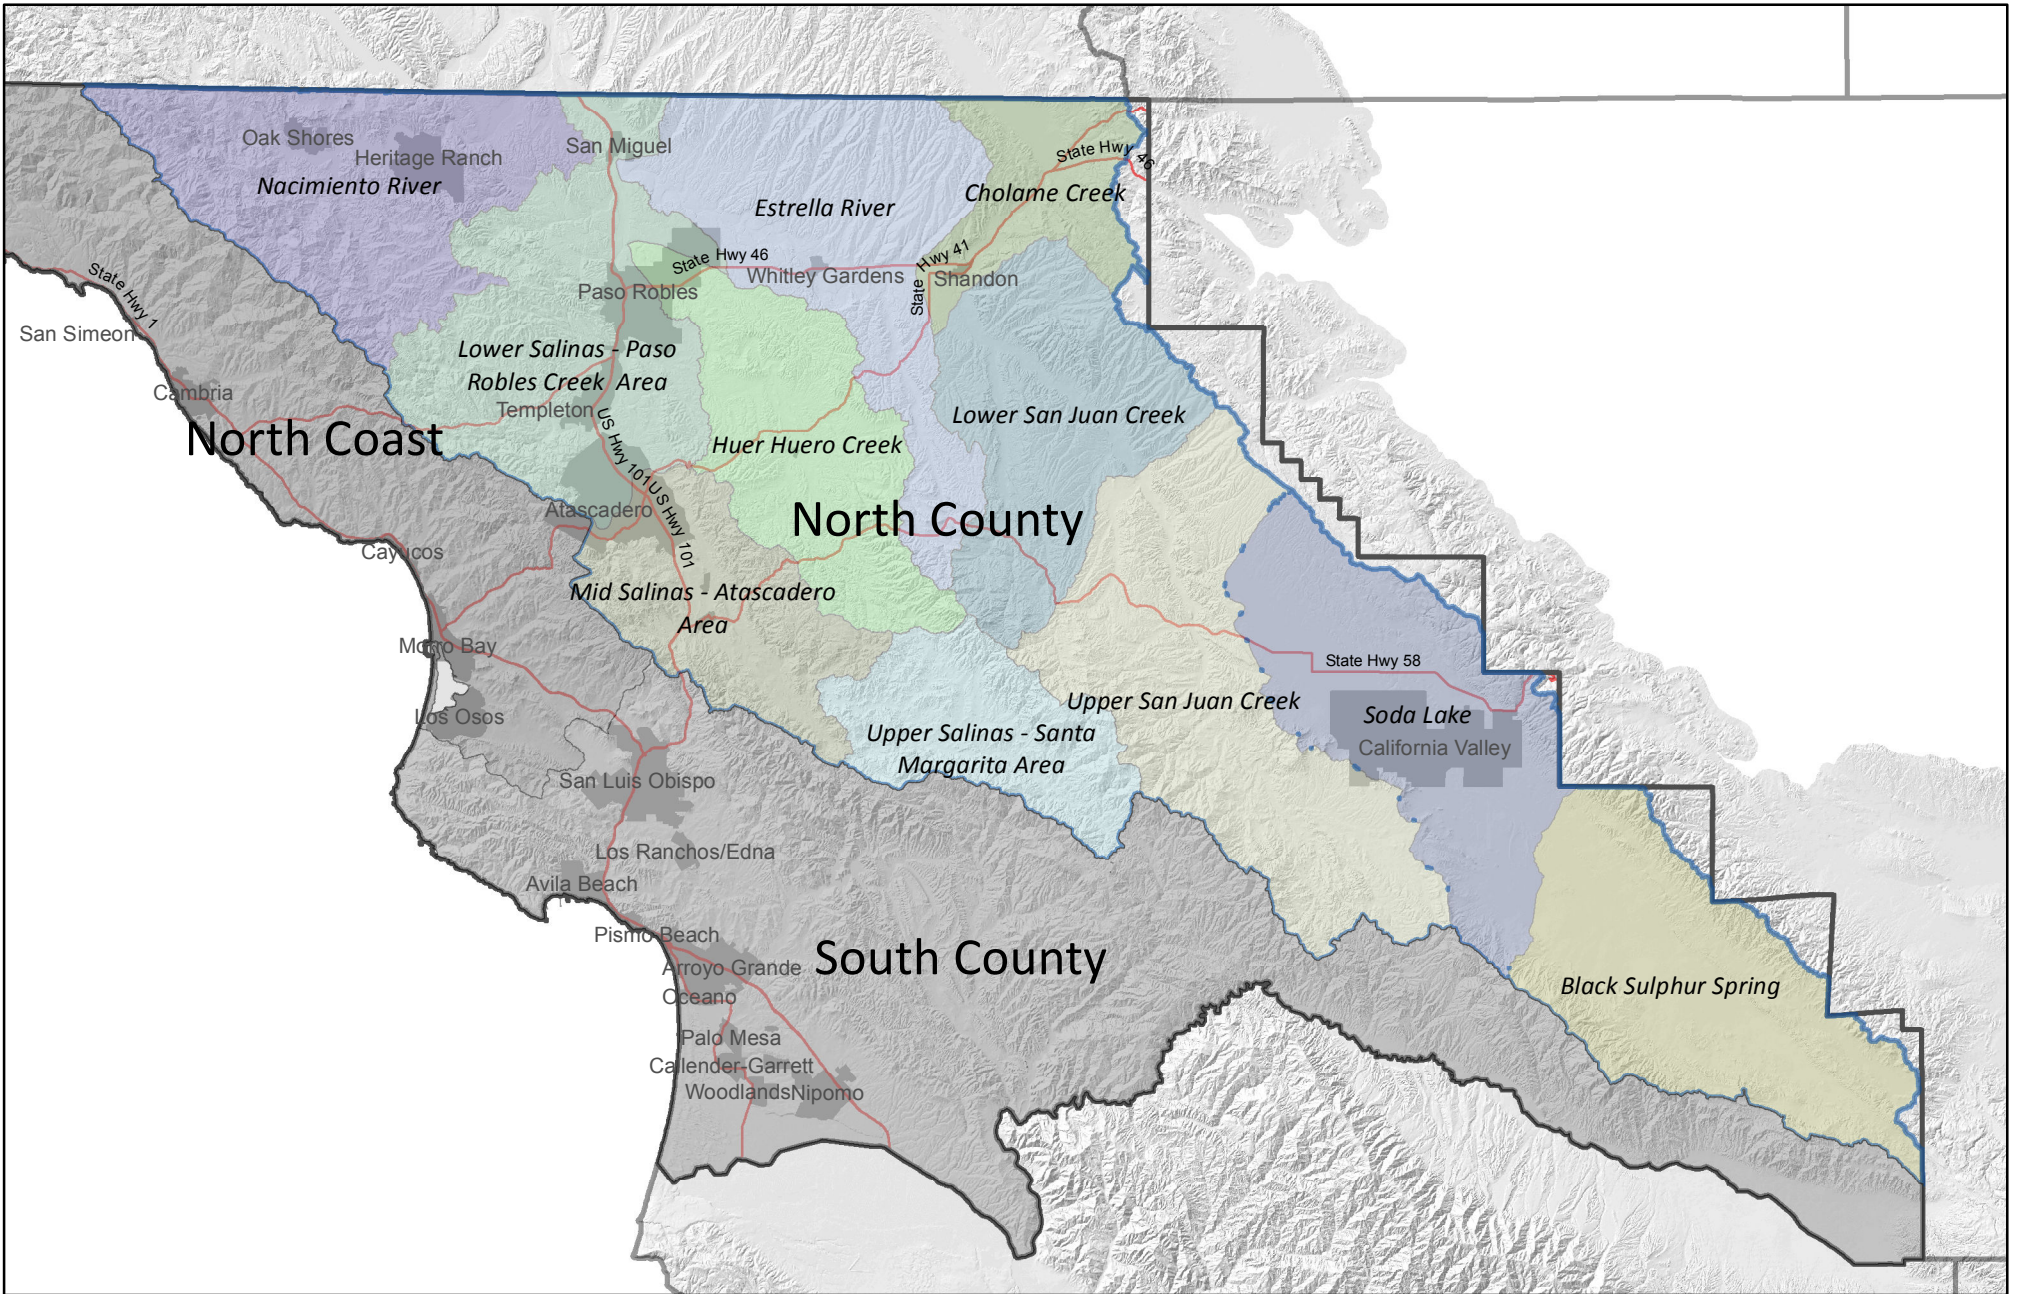 Oak Shores
Heritage Ranch
Nacimiento River
San Miguel
Estrella River
State Hwy 46
Cholame Creek
State Hwy 46
State Hwy 41
Whitley Gardens
Shandon
Paso Robles
State Hwy 1
San Simeon
Cambria
North Coast
Lower Salinas - Paso
Robles Creek Area
Templeton
US Hwy 101
US Hwy 101
Huer Huero Creek
Lower San Juan Creek
North County
Atascadero
Cayucos
Mid Salinas - Atascadero
Area
Morro Bay
Los Osos
State Hwy 58
Upper San Juan Creek
Soda Lake
California Valley
Upper Salinas - Santa
Margarita Area
San Luis Obispo
Los Ranchos/Edna
Avila Beach
Pismo Beach
Arroyo Grande
Oceano
South County
Black Sulphur Spring
Palo Mesa
Callender-Garrett
Woodlands
Nipomo